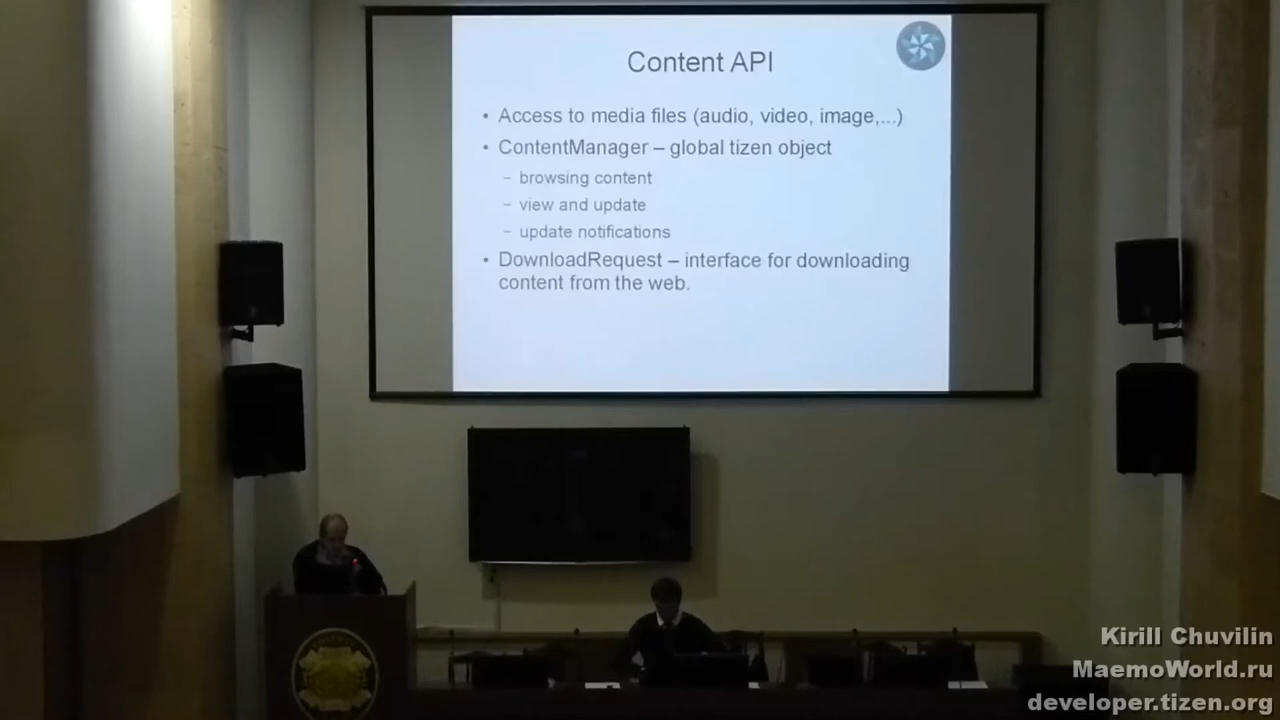 Content API
• Access to media files (audio, video, image,...)
• ContentManager – global tizen object
– browsing content
– view and update
– update notifications
• DownloadRequest – interface for downloading
content from the web.
Kirill Chuvilin
MaemoWorld.ru
developer.tizen.org